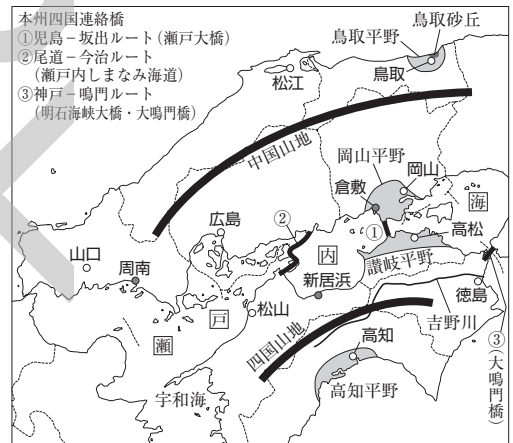 本州四国連絡橋
①児島−坂出ルート(瀬戸大橋)
②尾道−今治ルート
(瀬戸内しまなみ海道)
③神戸−鳴門ルート
(明石海峡大橋・大鳴門橋)
鳥取砂丘
鳥取平野
鳥取
松江
中国山地
岡山平野
岡山
倉敷
海
広島
②
①
高松
内
讃岐平野
山口
周南
新居浜
徳島
戸
松山
吉野川
瀬
四国山地
高知
③(大鳴門橋)
宇和海
高知平野